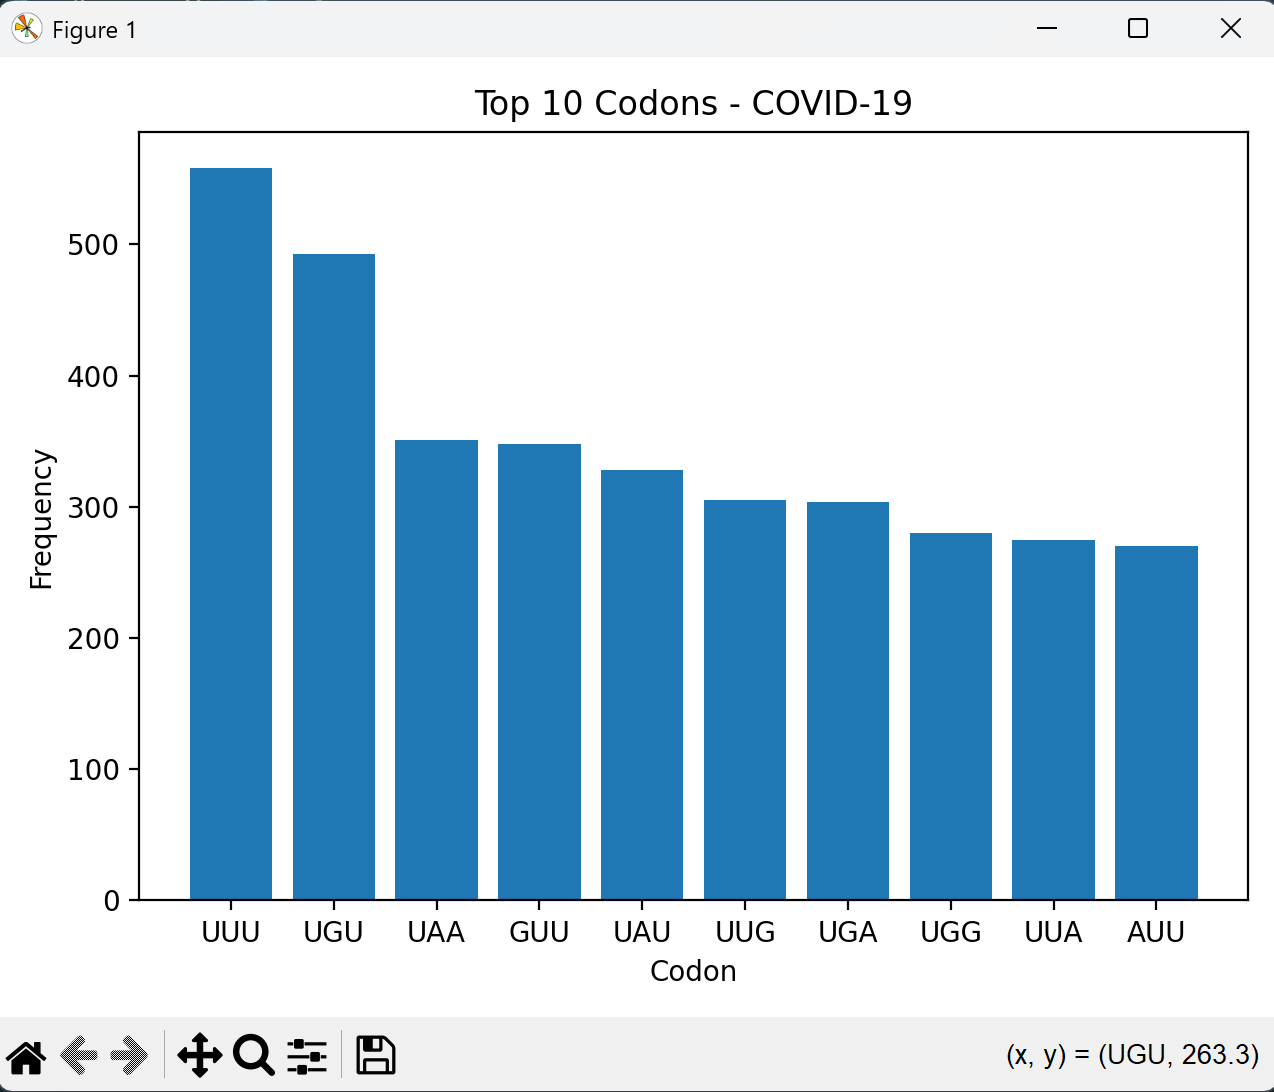 Figure 1
Top 10 Codons - COVID-19
500
400
300
200
100
0
Frequency
UUU UGU UAA GUU UAU UUG UGA UGG UUA AUU
Codon
(x, y) = (UGU, 263.3)